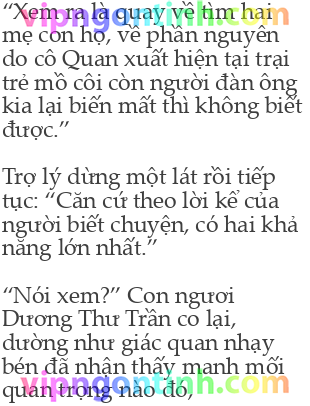 “Xem ra là quay về tìm hai
mẹ con họ, về phần nguyên
do cô Quan xuất hiện tại trại
trẻ mồ côi còn người đàn ông
kia lại biến mất thì không biết
được.”
Trợ lý dừng một lát rồi tiếp
tục: “Căn cứ theo lời kể của
người biết chuyện, có hai khả
năng lớn nhất.”
“Nói xem?” Con ngươi
Dương Thư Trần co lại,
dường như giác quan nhạy
bén đã nhận thấy manh mối
quan trọng nào đó,
vipngontinh.com
vipngontinh.com